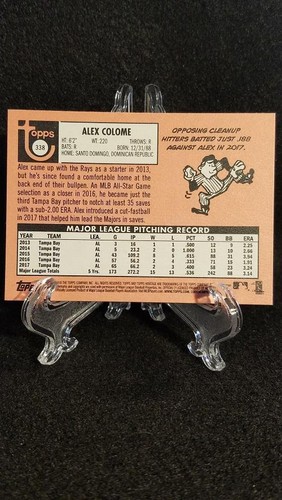 Topps
338
ALEX COLOME
HT: 6'2" WT: 220 THROWS: R
BATS: R BORN: 12/31/88
HOME: SANTO DOMINGO, DOMINICAN REPUBLIC
OPPOSING CLEANUP
HITTERS BATTED JUST .188
AGAINST ALEX IN 2017.
Alex came up with the Rays as a starter in 2013,
but he's since found a comfortable home at the
back end of their bullpen. An MLB All-Star Game
selection as a closer in 2016, he became just the
third Tampa Bay pitcher to notch at least 35 saves
with a sub-2.00 ERA. Alex introduced a cut-fastball
in 2017 that helped him lead the Majors in saves.
MAJOR LEAGUE PITCHING RECORD
YEAR TEAM LEA. G IP W L PCT SO BB ERA
2013 Tampa Bay AL 3 16 1 1 .500 12 9 2.25
2014 Tampa Bay AL 5 23.2 2 0 1.000 13 10 2.66
2015 Tampa Bay AL 43 109.2 8 5 .615 88 31 3.94
2016 Tampa Bay AL 57 56.2 2 4 .333 71 15 1.91
2017 Tampa Bay AL 65 66.2 2 3 .400 58 23 3.24
Major League Totals 5 Yrs. 173 272.2 15 13 .536 242 88 3.14
Topps